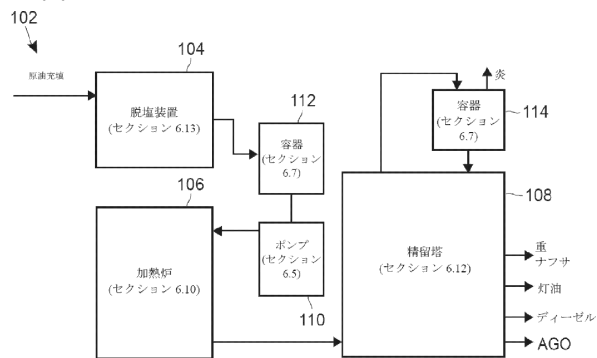 102
原油充填
104
脱塩装置
(セクション 6.13)
112
容器
(セクション
6.7)
炎
容器
(セクション
6.7)
114
106
加熱炉
(セクション 6.10)
ポンプ
(セクション
6.5)
110
108
精留塔
(セクション 6.12)
重
ナフサ
灯油
ディーゼル
AGO